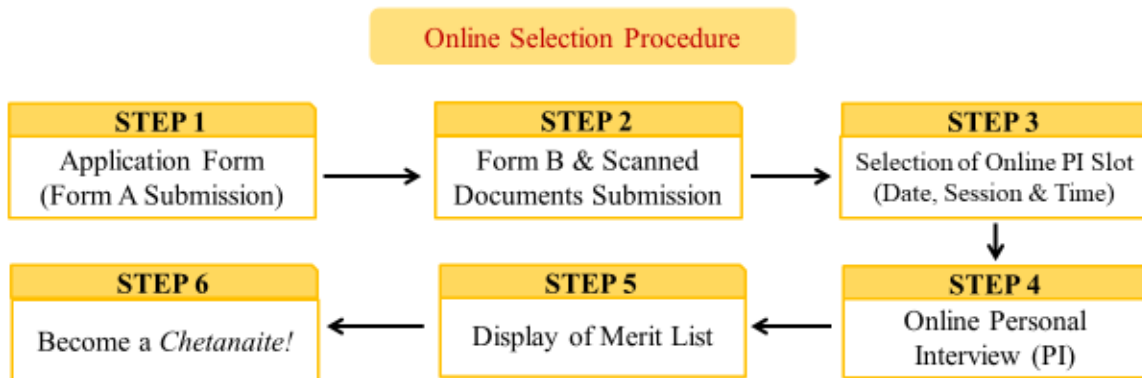 Online Selection Procedure
STEP 1
Application Form
(Form A Submission)
STEP 2
Form B & Scanned
Documents Submission
STEP 3
Selection of Online PI Slot
(Date, Session & Time)
STEP 4
Online Personal
Interview (PI)
STEP 5
Display of Merit List
STEP 6
Become a Chetanaite!